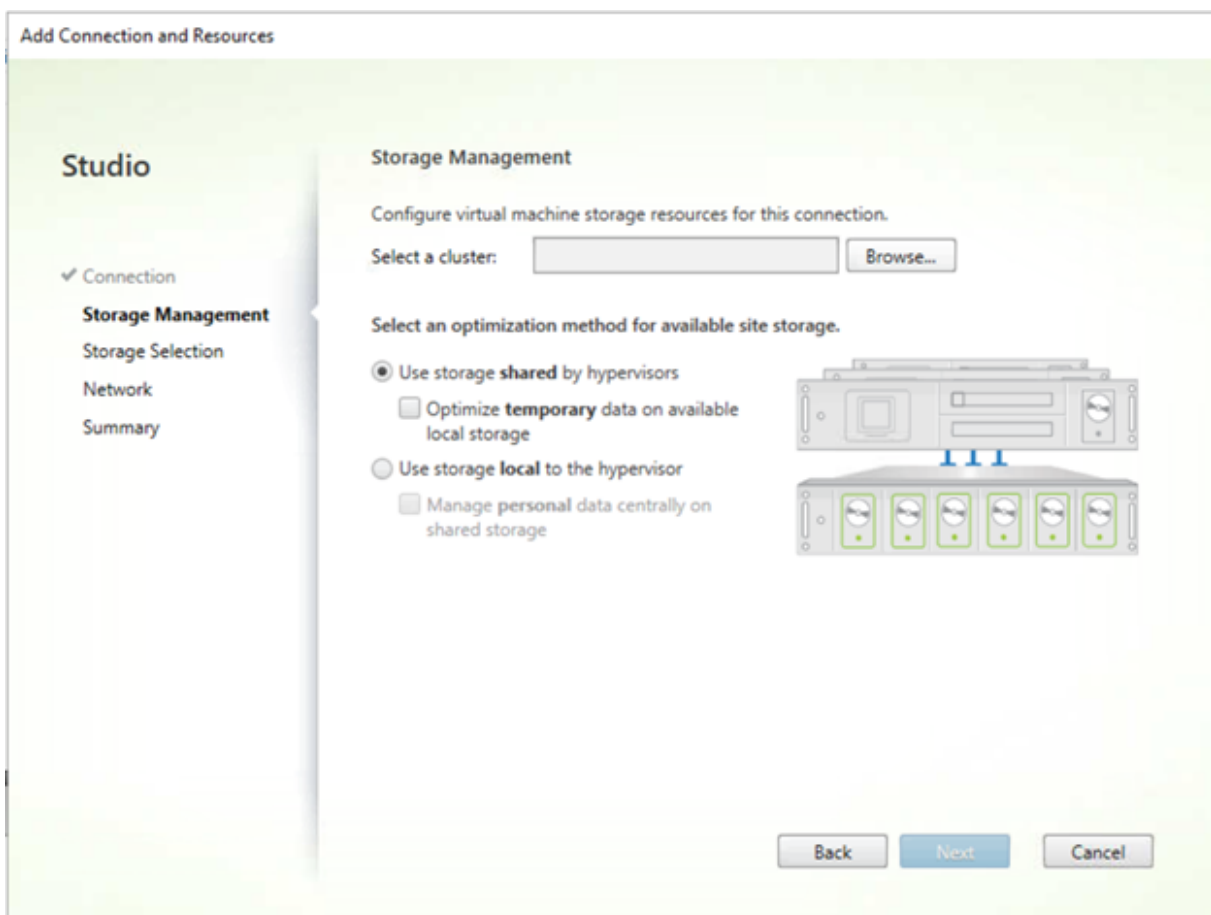 Add Connection and Resources
Studio
Connection
Storage Management
Storage Selection
Network
Summary
Storage Management
Configure virtual machine storage resources for this connection.
Select a cluster:
Browse...
Select an optimization method for available site storage.
Use storage shared by hypervisors
Optimize temporary data on available
local storage
Use storage local to the hypervisor
Manage personal data centrally on
shared storage
Back
Next
Cancel